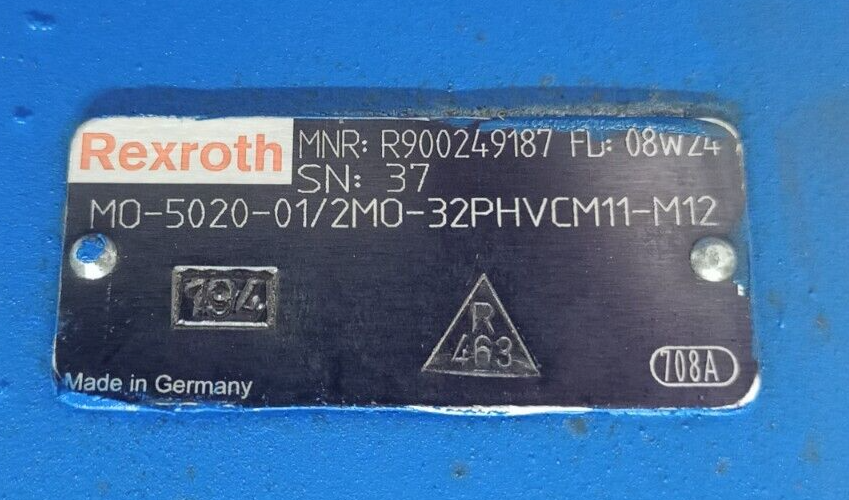 Rexroth MNR: R900249187 FD: 08W24
SN: 37
MO-5020-01/2MO-32PHVCM11-M12
194
R
463
708A
Made in Germany